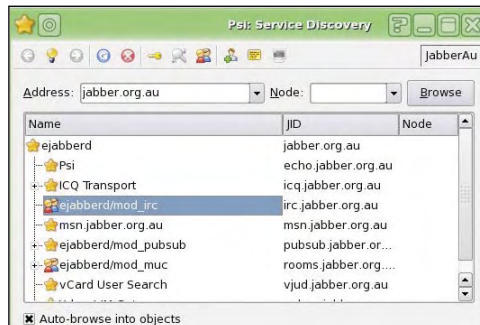 Psi: Service Discovery
JabberAu
Address: jabber.org.au Node: Browse
Name JID Node
ejabberd jabber.org.au
Psi echo.jabber.org.au
ICQ Transport icq.jabber.org.au
ejabberd/mod_irc irc.jabber.org.au
msn.jabber.org.au msn.jabber.org.au
ejabberd/mod_pubsub pubsub.jabber.or...
ejabberd/mod_muc rooms.jabber.org....
vCard User Search vjud.jabber.org.au
Auto-browse into objects